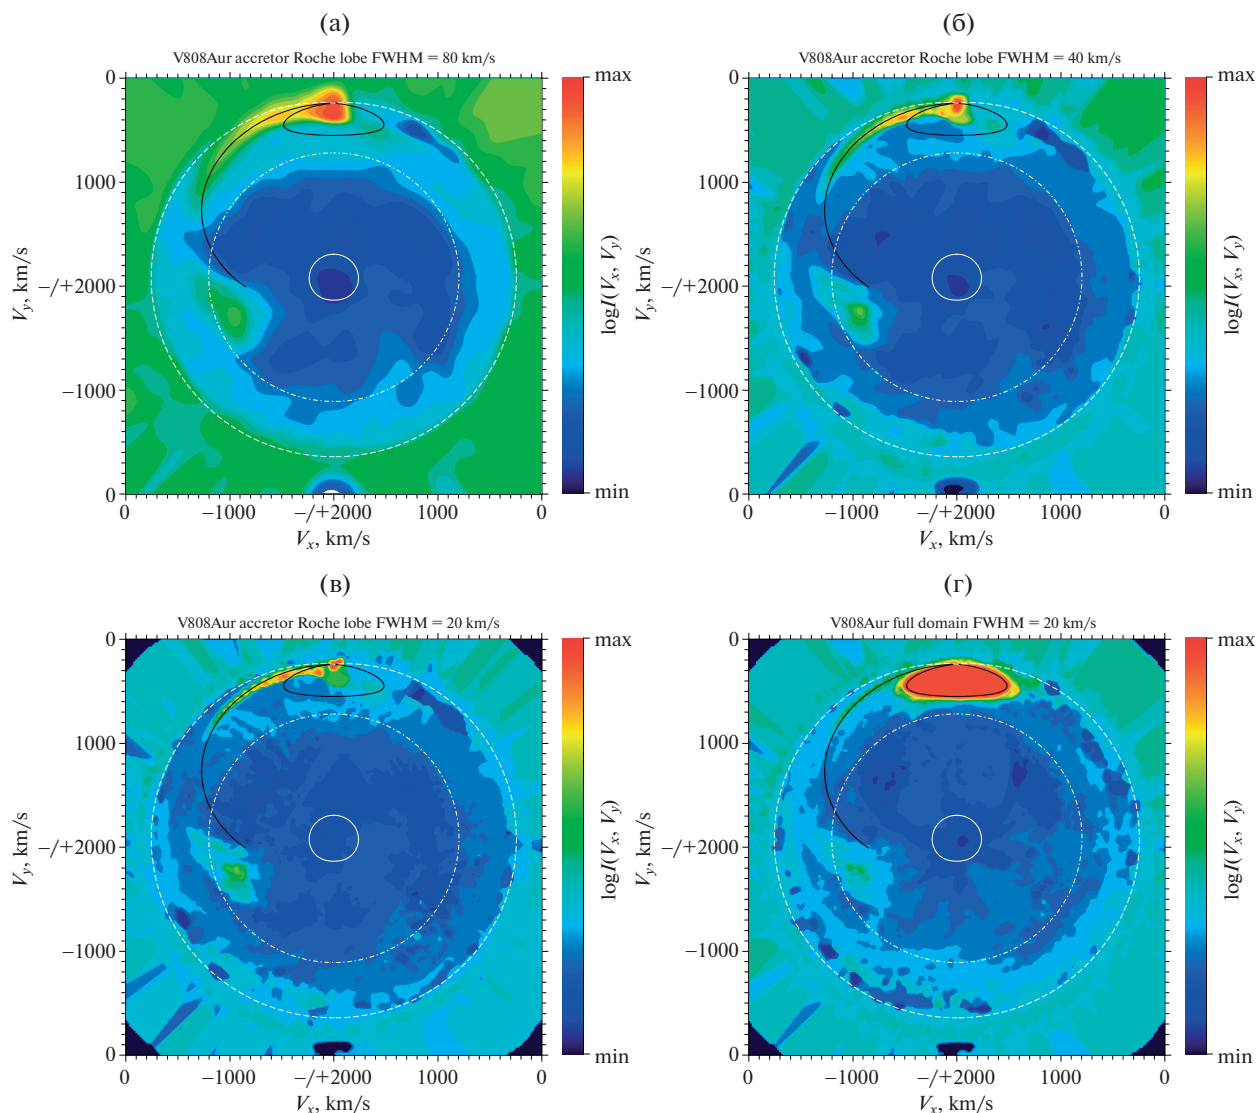 (а)
V808Aur accretor Roche lobe FWHM = 80 km/s
0
1000
−/+2000
−1000
0
V_y, km/s
0
−1000
−/+2000
1000
0
V_x, km/s
max
min
logI(V_x, V_y)
(б)
V808Aur accretor Roche lobe FWHM = 40 km/s
0
1000
−/+2000
−1000
0
V_y, km/s
0
−1000
−/+2000
1000
0
V_x, km/s
max
min
logI(V_x, V_y)
(в)
V808Aur accretor Roche lobe FWHM = 20 km/s
0
1000
−/+2000
−1000
0
V_y, km/s
0
−1000
−/+2000
1000
0
V_x, km/s
max
min
logI(V_x, V_y)
(г)
V808Aur full domain FWHM = 20 km/s
0
1000
−/+2000
−1000
0
V_y, km/s
0
−1000
−/+2000
1000
0
V_x, km/s
max
min
logI(V_x, V_y)